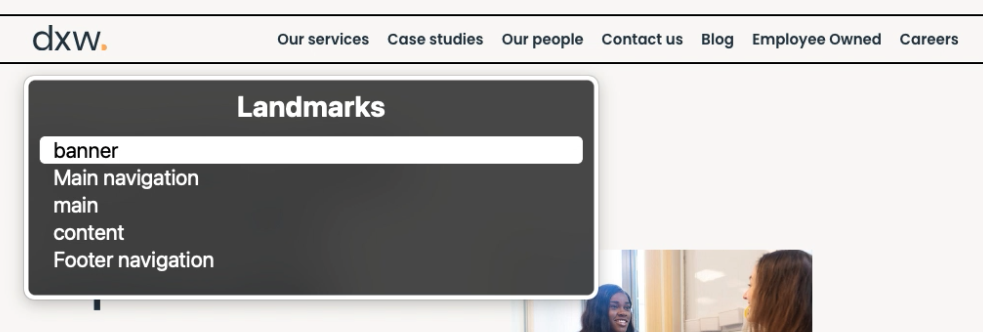 dxw.
Our services Case studies Our people Contact us Blog Employee Owned Careers
Landmarks
banner
Main navigation
main
content
Footer navigation